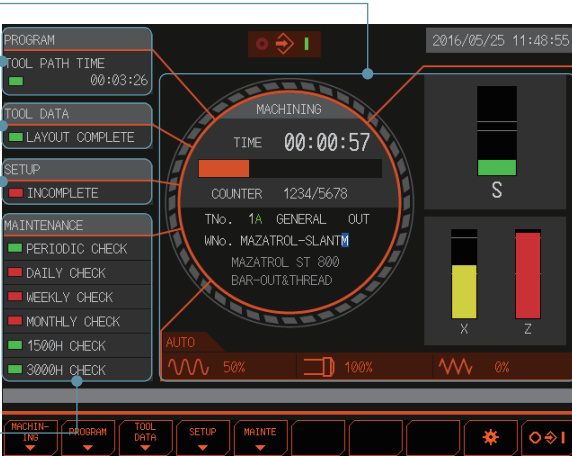 PROGRAM
TOOL PATH TIME
00:03:26
TOOL DATA
LAYOUT COMPLETE
SETUP
INCOMPLETE
MAINTENANCE
PERIODIC CHECK
DAILY CHECK
WEEKLY CHECK
MONTHLY CHECK
1500H CHECK
3000H CHECK
2016/05/25 11:48:55
MACHINING
TIME 00:00:57
COUNTER 1234/5678
TNo. 1A GENERAL OUT
WNo. MAZATROL-SLANTM
MAZATROL ST 800
BAR-OUT&THREAD
S
X Z
AUTO
50% 100% 0%
MACHIN-
ING
PROGRAM
TOOL
DATA
SETUP
MAINTE